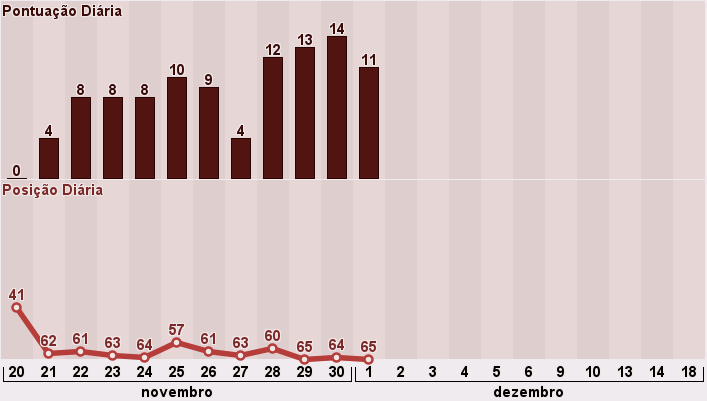 Pontuação Diária
0 4 8 8 8 10 9 4 12 13 14 11
Posição Diária
41 62 61 63 64 57 61 63 60 65 64 65
20 21 22 23 24 25 26 27 28 29 30 1 2 3 4 5 6 9 10 13 14 18
novembro dezembro